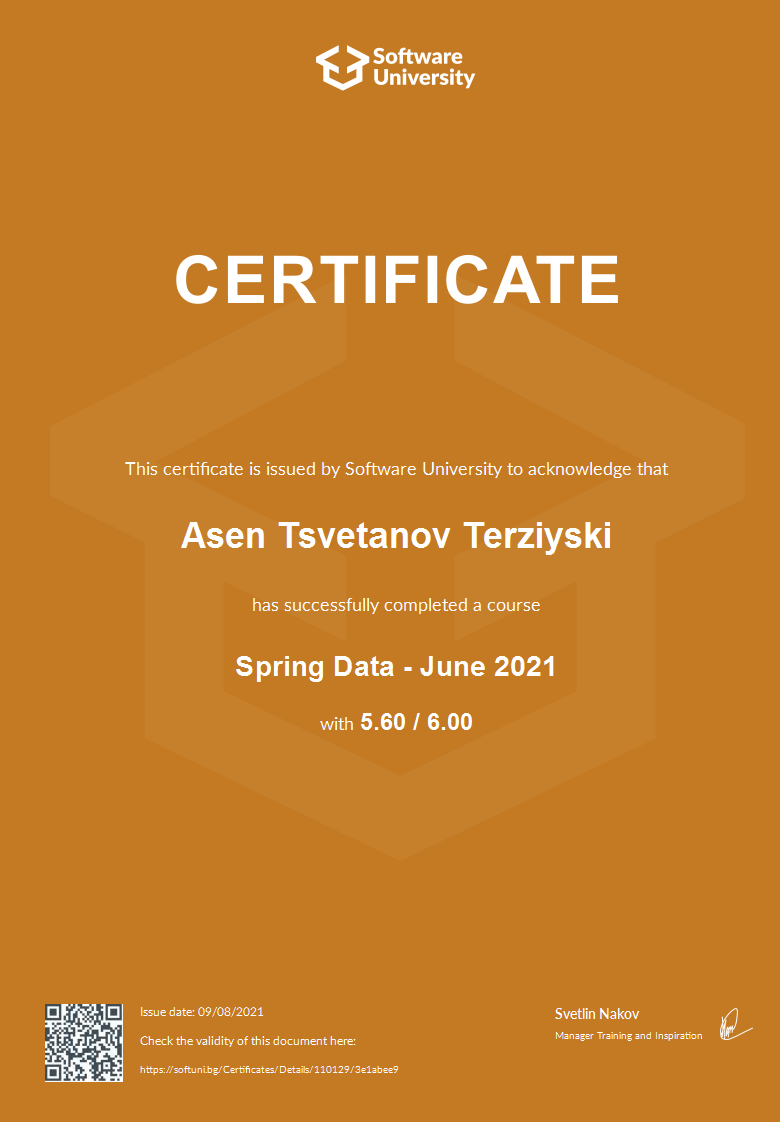 Software
University
CERTIFICATE
This certificate is issued by Software University to acknowledge that
Asen Tsvetanov Terziyski
has successfully completed a course
Spring Data - June 2021
with 5.60 / 6.00
Issue date: 09/08/2021
Check the validity of this document here:
https://softuni.bg/Certificates/Details/110129/3e1abee9
Svetlin Nakov
Manager Training and Inspiration